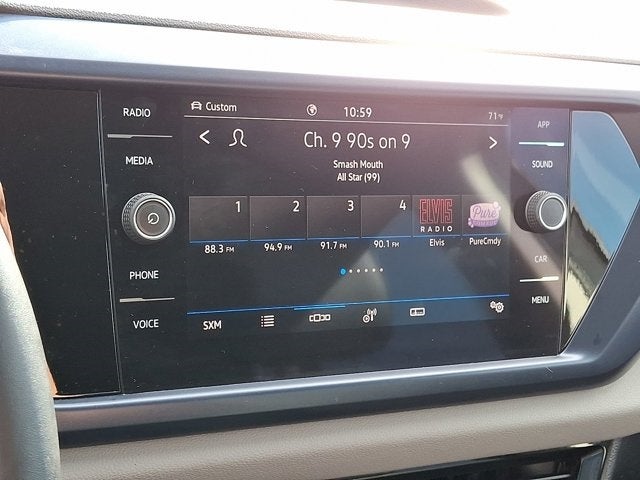 RADIO
MEDIA
PHONE
VOICE
Custom
10:59
71°F
Ch. 9 90s on 9
Smash Mouth
All Star (99)
1
2
3
4
ELVIS
RADIO
Pure
88.3 FM
94.9 FM
91.7 FM
90.1 FM
Elvis
PureCmdy
SXM
APP
SOUND
CAR
MENU